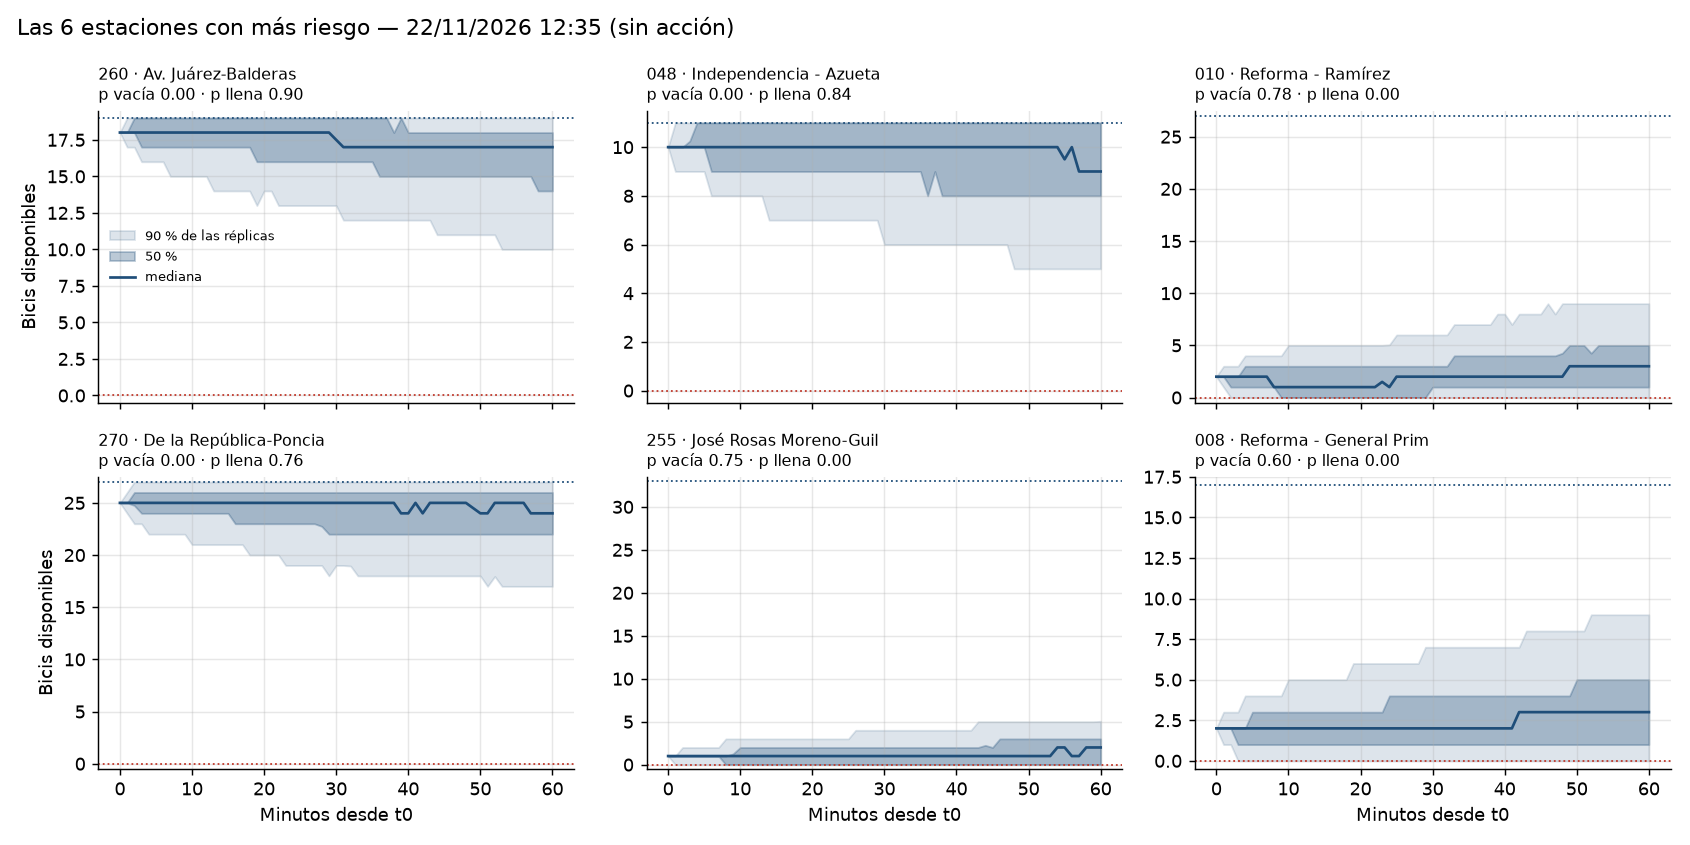 Las 6 estaciones con más riesgo — 22/11/2026 12:35 (sin acción)
260 · Av. Juárez-Balderas
p vacía 0.00 · p llena 0.90
17.5
15.0
12.5
10.0
7.5
5.0
2.5
0.0
Bicis disponibles
90 % de las réplicas
50 %
mediana
048 · Independencia - Azueta
p vacía 0.00 · p llena 0.84
10
8
6
4
2
0
010 · Reforma - Ramírez
p vacía 0.78 · p llena 0.00
25
20
15
10
5
0
270 · De la República-Poncia
p vacía 0.00 · p llena 0.76
25
20
15
10
5
0
Bicis disponibles
0 10 20 30 40 50 60
Minutos desde t0
255 · José Rosas Moreno-Guil
p vacía 0.75 · p llena 0.00
30
25
20
15
10
5
0
0 10 20 30 40 50 60
Minutos desde t0
008 · Reforma - General Prim
p vacía 0.60 · p llena 0.00
17.5
15.0
12.5
10.0
7.5
5.0
2.5
0.0
0 10 20 30 40 50 60
Minutos desde t0